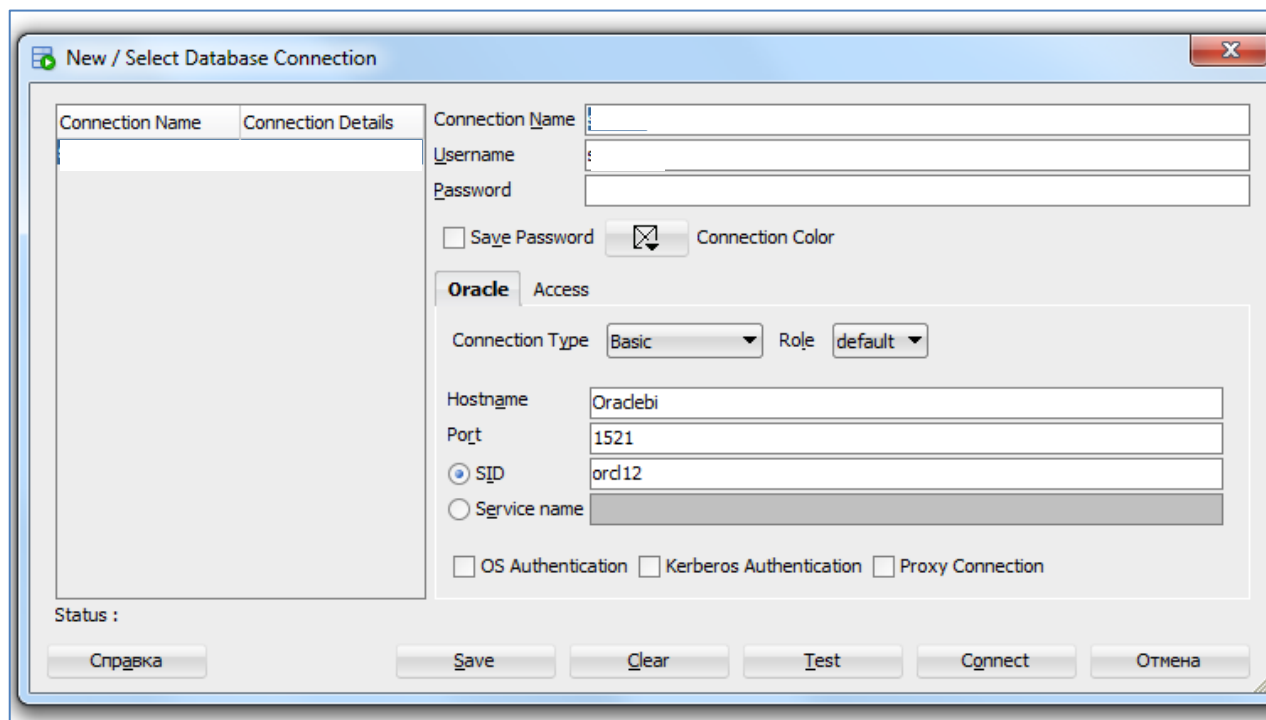 New / Select Database Connection
Connection Name Connection Details
Connection Name
Username
Password
Save Password Connection Color
Oracle Access
Connection Type Basic Role default
Hostname Oraclebi
Port 1521
SID orcl12
Service name
OS Authentication Kerberos Authentication Proxy Connection
Status :
Справка Save Clear Test Connect Отмена